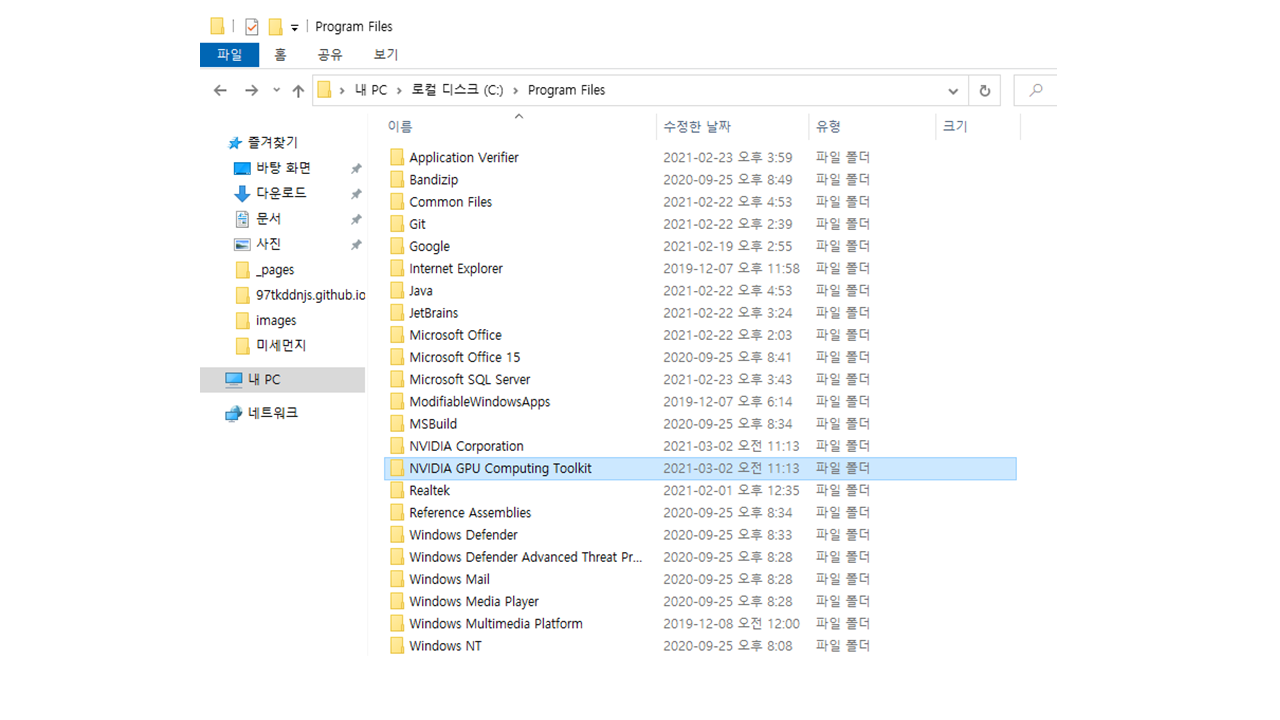 Program Files
파일 홈 공유 보기
내 PC 로컬 디스크 (C:) Program Files
이름 수정한 날짜 유형 크기
즐겨찾기
바탕 화면
다운로드
문서
사진
_pages
97tkddnjs.github.io
images
미세먼지
내 PC
네트워크
Application Verifier 2021-02-23 오후 3:59 파일 폴더
Bandizip 2020-09-25 오후 8:49 파일 폴더
Common Files 2021-02-22 오후 4:53 파일 폴더
Git 2021-02-22 오후 2:39 파일 폴더
Google 2021-02-19 오후 2:55 파일 폴더
Internet Explorer 2019-12-07 오후 11:58 파일 폴더
Java 2021-02-22 오후 4:53 파일 폴더
JetBrains 2021-02-22 오후 3:24 파일 폴더
Microsoft Office 2021-02-22 오후 2:03 파일 폴더
Microsoft Office 15 2020-09-25 오후 8:41 파일 폴더
Microsoft SQL Server 2021-02-23 오후 3:43 파일 폴더
ModifiableWindowsApps 2019-12-07 오후 6:14 파일 폴더
MSBuild 2020-09-25 오후 8:34 파일 폴더
NVIDIA Corporation 2021-03-02 오전 11:13 파일 폴더
NVIDIA GPU Computing Toolkit 2021-03-02 오전 11:13 파일 폴더
Realtek 2021-02-01 오후 12:35 파일 폴더
Reference Assemblies 2020-09-25 오후 8:34 파일 폴더
Windows Defender 2020-09-25 오후 8:33 파일 폴더
Windows Defender Advanced Threat Pr... 2020-09-25 오후 8:28 파일 폴더
Windows Mail 2020-09-25 오후 8:28 파일 폴더
Windows Media Player 2020-09-25 오후 8:28 파일 폴더
Windows Multimedia Platform 2019-12-08 오전 12:00 파일 폴더
Windows NT 2020-09-25 오후 8:08 파일 폴더